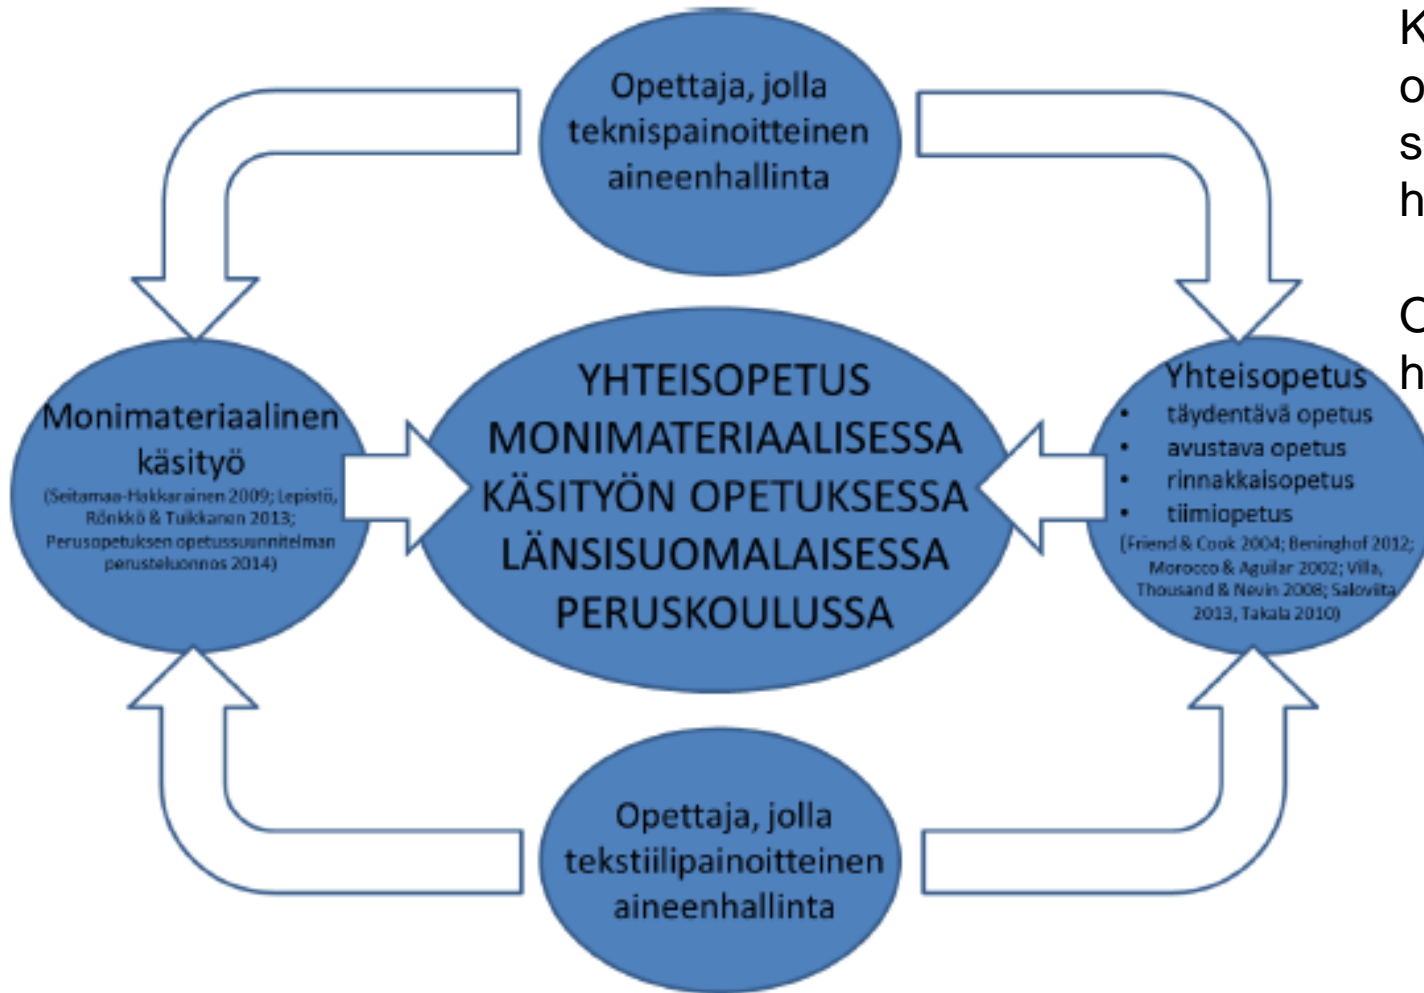 Opettaja, jolla
teknispainoitteinen
aineenhallinta
Monimateriaalinen
käsityö
(Seitamaa-Hakkarainen 2009; Lepistö,
Rönkkö & Tuikkanen 2013;
Perusopetuksen opetussuunnitelman
perusteluonnos 2014)
YHTEISOPETUS
MONIMATERIAALISESSA
KÄSITYÖN OPETUKSESSA
LÄNSISUOMALAISESSA
PERUSKOULUSSA
Yhteisopetus
• täydentävä opetus
• avustava opetus
• rinnakkaisopetus
• tiimiopetus
(Friend & Cook 2004; Beninghof 2012;
Morocco & Aguilar 2002; Villa,
Thousand & Nevin 2008; Saloviita
2013, Takala 2010)
Opettaja, jolla
tekstiilipainoitteinen
aineenhallinta